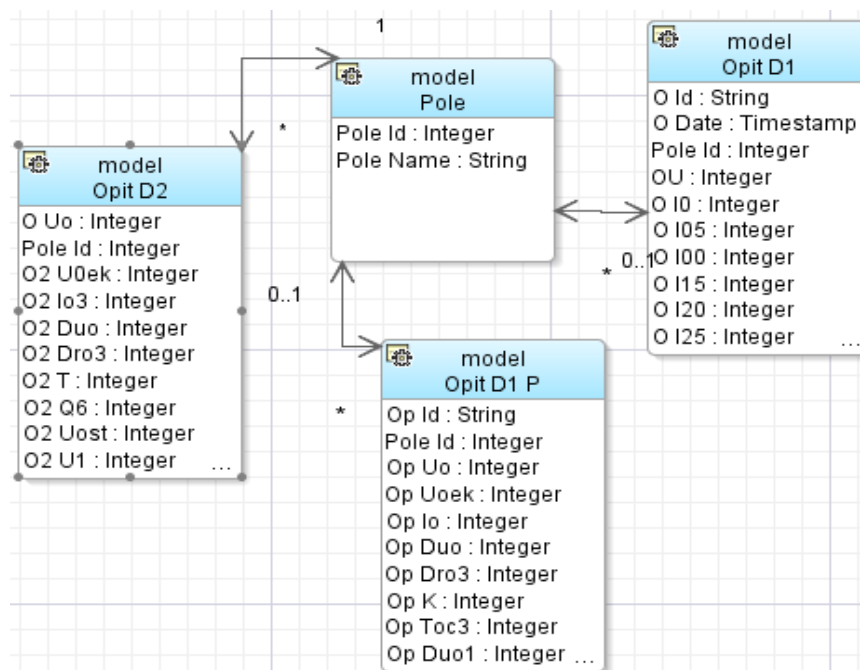 1
model
Pole
Pole Id : Integer
Pole Name : String
model
Opit D1
O Id : String
O Date : Timestamp
Pole Id : Integer
OU : Integer
O I0 : Integer
O I05 : Integer
O I00 : Integer
O I15 : Integer
O I20 : Integer
O I25 : Integer
...
*
model
Opit D2
O Uo : Integer
Pole Id : Integer
O2 U0ek : Integer
O2 Io3 : Integer
O2 Duo : Integer
O2 Dro3 : Integer
O2 T : Integer
O2 Q6 : Integer
O2 Uost : Integer
O2 U1 : Integer ...
* 0..1
0..1
*
model
Opit D1 P
Op Id : String
Pole Id : Integer
Op Uo : Integer
Op Uoek : Integer
Op Io : Integer
Op Duo : Integer
Op Dro3 : Integer
Op K : Integer
Op Toc3 : Integer
Op Duo1 : Integer ...